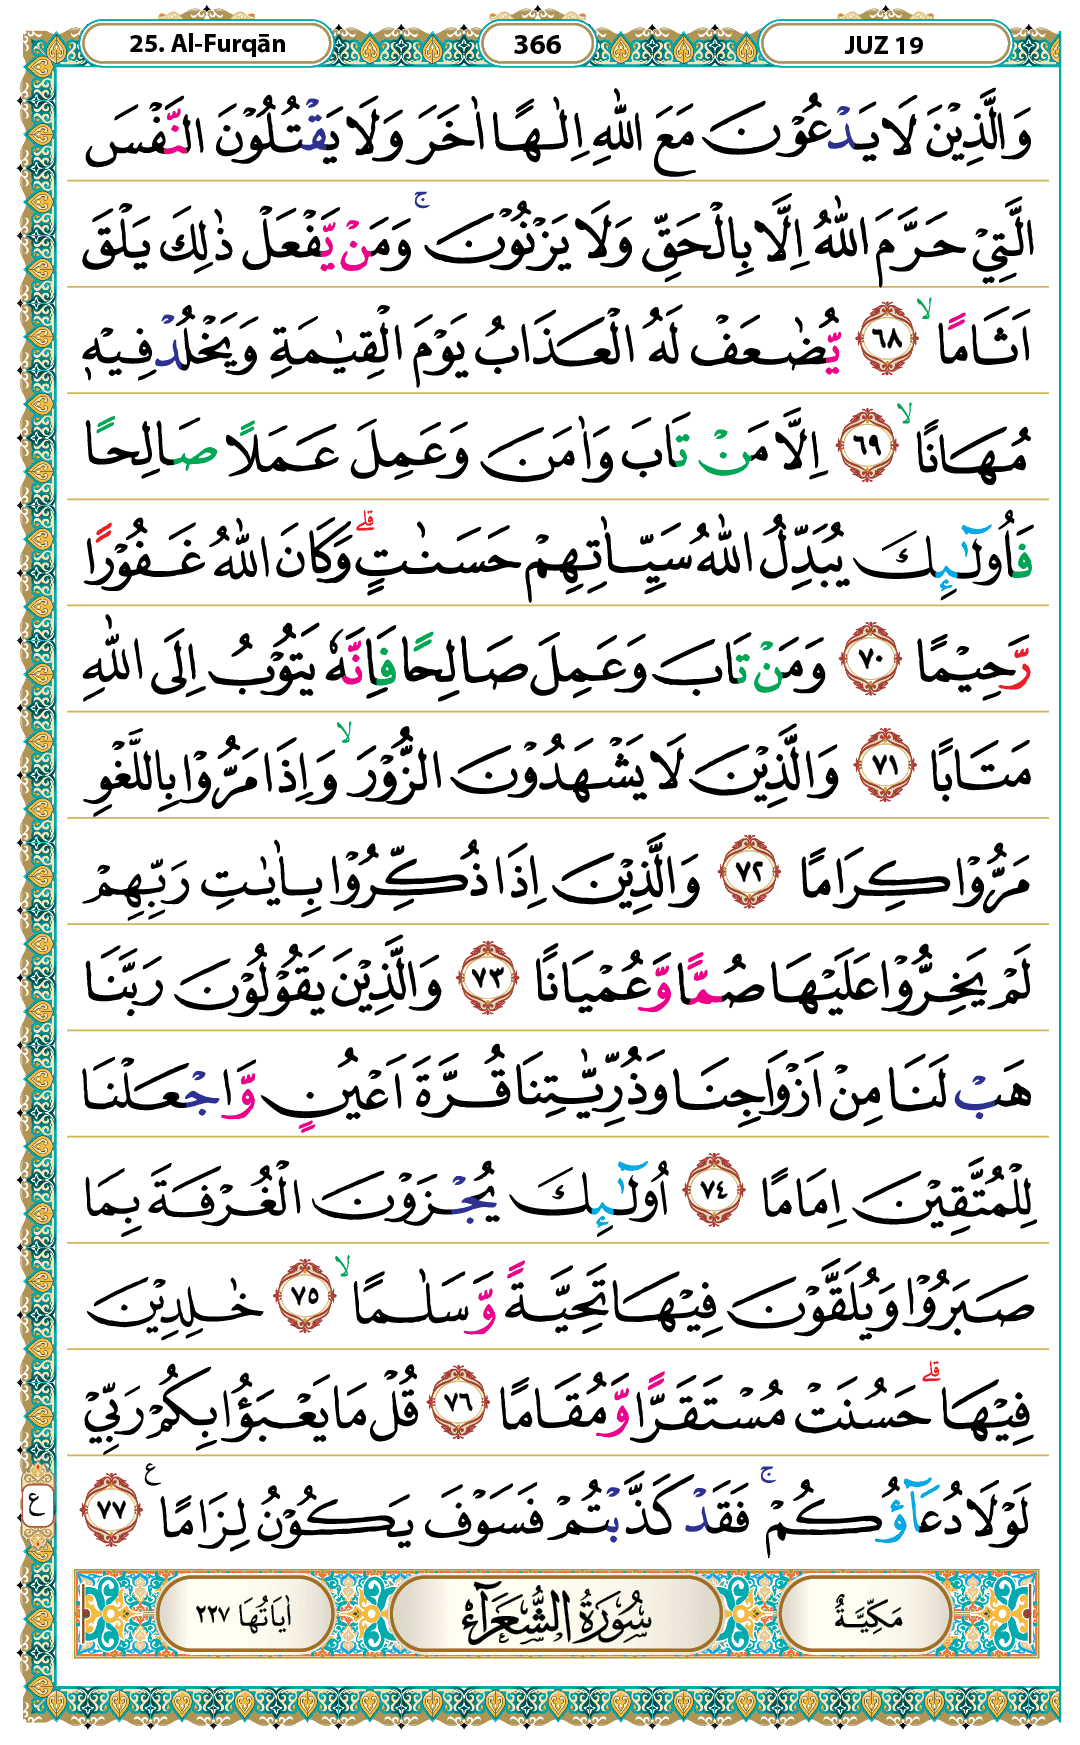 25. Al-Furqān
366
JUZ 19
وَالَّذِيْنَ لَا يَدْعُوْنَ مَعَ اللّٰهِ اِلٰـهًا اٰخَرَ وَلَا يَقْتُلُوْنَ النَّفْسَ
الَّتِيْ حَرَّمَ اللّٰهُ اِلَّا بِالْحَقِّ وَلَا يَزْنُوْنَ ۚ وَمَنْ يَّفْعَلْ ذٰلِكَ يَلْقَ
اَثَامًا ۙ ٦٨ يُّضٰعَفْ لَهُ الْعَذَابُ يَوْمَ الْقِيٰمَةِ وَيَخْلُدْ فِيْهٖ
مُهَانًا ۙ ٦٩ اِلَّا مَنْ تَابَ وَاٰمَنَ وَعَمِلَ عَمَلًا صَالِحًا
فَاُولٰۤىِٕكَ يُبَدِّلُ اللّٰهُ سَيِّاٰتِهِمْ حَسَنٰتٍ ۗ وَكَانَ اللّٰهُ غَفُوْرًا
رَّحِيْمًا ٧٠ وَمَنْ تَابَ وَعَمِلَ صَالِحًا فَاِنَّهٗ يَتُوْبُ اِلَى اللّٰهِ
مَتَابًا ٧١ وَالَّذِيْنَ لَا يَشْهَدُوْنَ الزُّوْرَ ۙ وَاِذَا مَرُّوْا بِاللَّغْوِ
مَرُّوْا كِرَامًا ٧٢ وَالَّذِيْنَ اِذَا ذُكِّرُوْا بِاٰيٰتِ رَبِّهِمْ
لَمْ يَخِرُّوْا عَلَيْهَا صُمًّا وَّعُمْيَانًا ٧٣ وَالَّذِيْنَ يَقُوْلُوْنَ رَبَّنَا
هَبْ لَنَا مِنْ اَزْوَاجِنَا وَذُرِّيّٰتِنَا قُرَّةَ اَعْيُنٍ وَّاجْعَلْنَا
لِلْمُتَّقِيْنَ اِمَامًا ٧٤ اُولٰۤىِٕكَ يُجْزَوْنَ الْغُرْفَةَ بِمَا
صَبَرُوْا وَيُلَقَّوْنَ فِيْهَا تَحِيَّةً وَّسَلٰمًا ۙ ٧٥ خٰلِدِيْنَ
فِيْهَا ۗ حَسُنَتْ مُسْتَقَرًّا وَّمُقَامًا ٧٦ قُلْ مَا يَعْبَؤُا بِكُمْ رَبِّيْ
لَوْلَا دُعَاۤؤُكُمْ ۚ فَقَدْ كَذَّبْتُمْ فَسَوْفَ يَكُوْنُ لِزَامًا ع ٧٧
ع
مَكِّيَّةٌ
سُوْرَةُ الشُّعَرَآءِ
اٰيَاتُهَا ٢٢٧